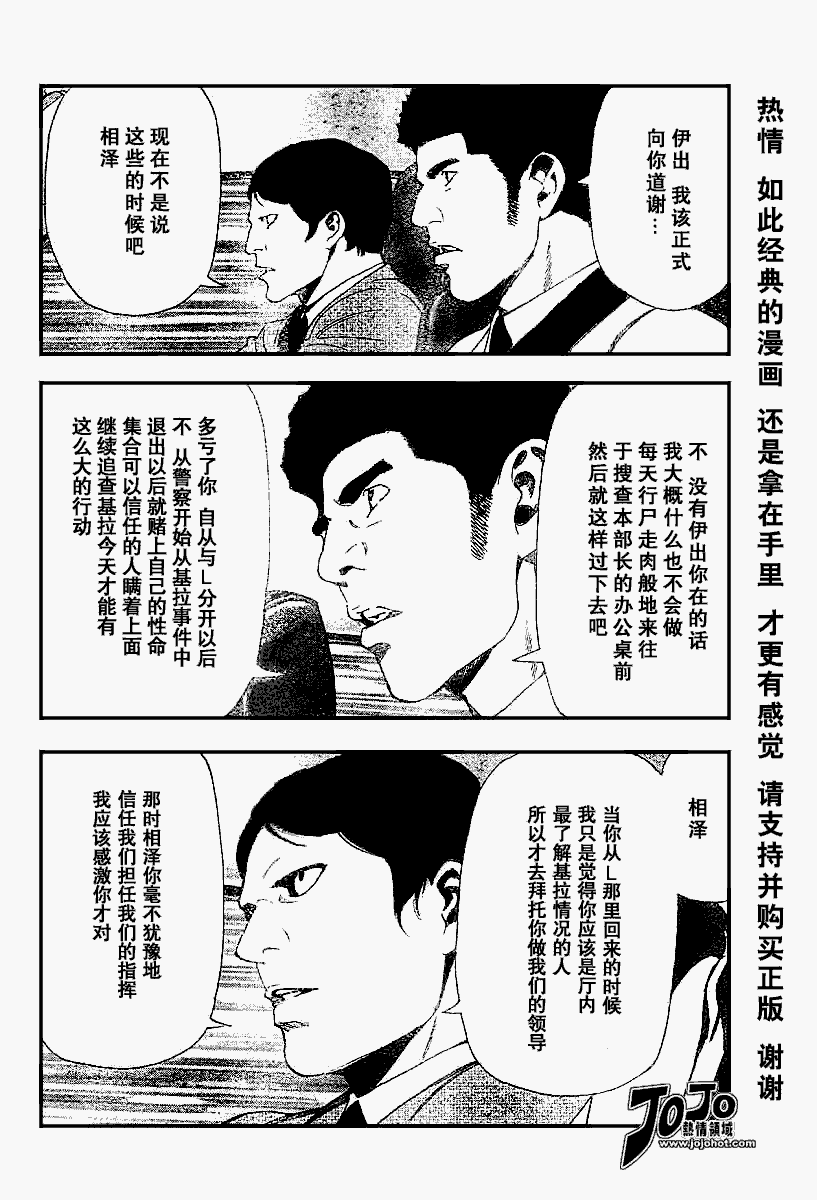 伊出 我该正式
向你道谢…
现在不是说
这些的时候吧
相泽
不 没有伊出你在的话
我大概什么也不会做
每天行尸走肉般地来往
于搜查本部长的办公桌前
然后就这样过下去吧
多亏了你 自从与L分开以后
不 从警察开始从基拉事件中
退出以后就赌上自己的性命
集合可以信任的人瞒着上面
继续追查基拉今天才能有
这么大的行动
相泽
当你从L那里回来的时候
我只是觉得你应该是厅内
最了解基拉情况的人
所以才去拜托你做我们的领导
那时相泽你毫不犹豫地
信任我们担任我们的指挥
我应该感激你才对
热情 如此经典的漫画 还是拿在手里 才更有感觉 请支持并购买正版 谢谢
JOJO
熱情領域
www.jojohot.com